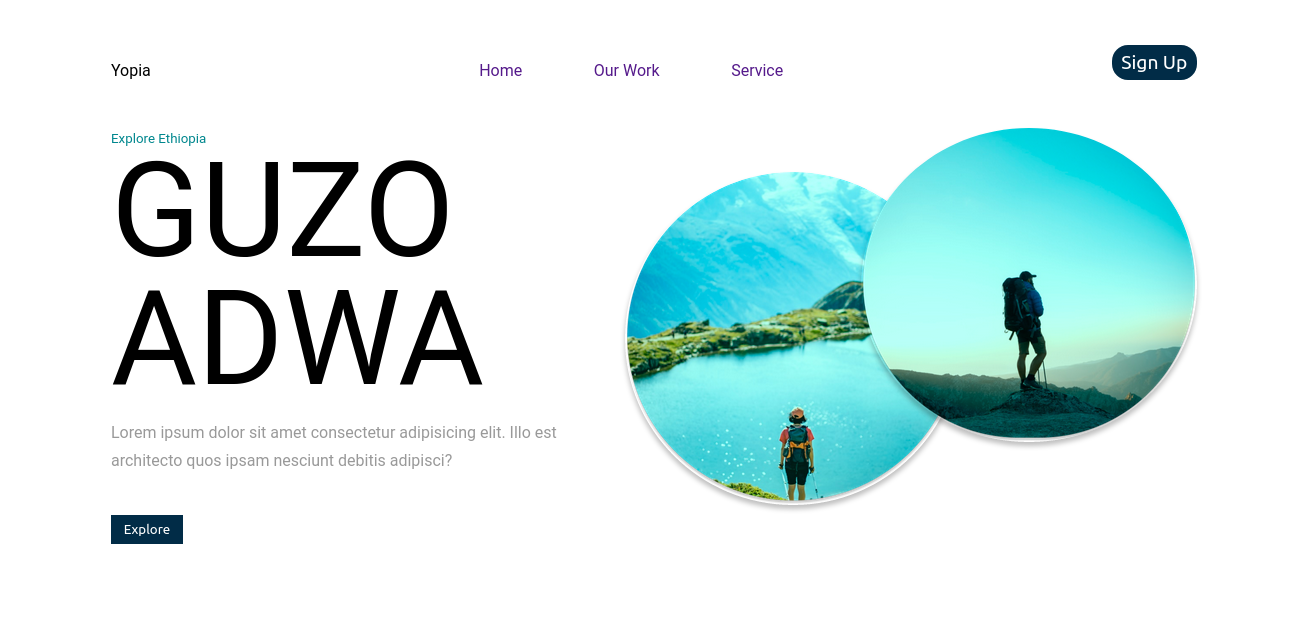 Yopia
Home
Our Work
Service
Sign Up
Explore Ethiopia
GUZO
ADWA
Lorem ipsum dolor sit amet consectetur adipisicing elit. Illo est
architecto quos ipsam nesciunt debitis adipisci?
Explore